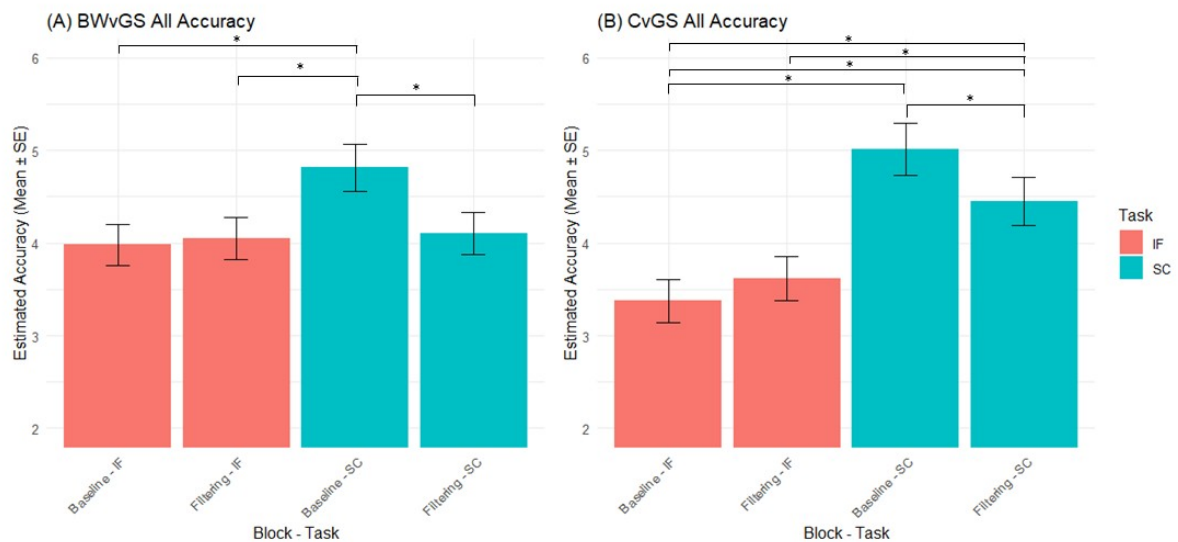 (A) BWvGS All Accuracy
*
*
*
6
5
4
3
2
Estimated Accuracy (Mean ± SE)
Baseline - IF
Filtering - IF
Baseline - SC
Filtering - SC
Block - Task
(B) CvGS All Accuracy
*
*
*
*
*
6
5
4
3
2
Estimated Accuracy (Mean ± SE)
Baseline - IF
Filtering - IF
Baseline - SC
Filtering - SC
Block - Task
Task
IF
SC